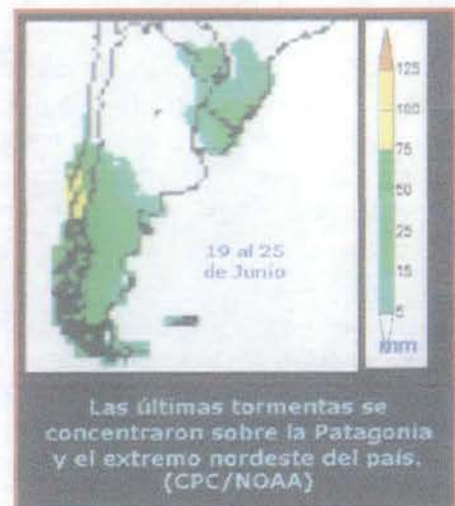 125
100
75
50
25
15
5
mm
19 al 25
de Junio
Las últimas tormentas se
concentraron sobre la Patagonia
y el extremo nordeste del país.
(CPC/NOAA)